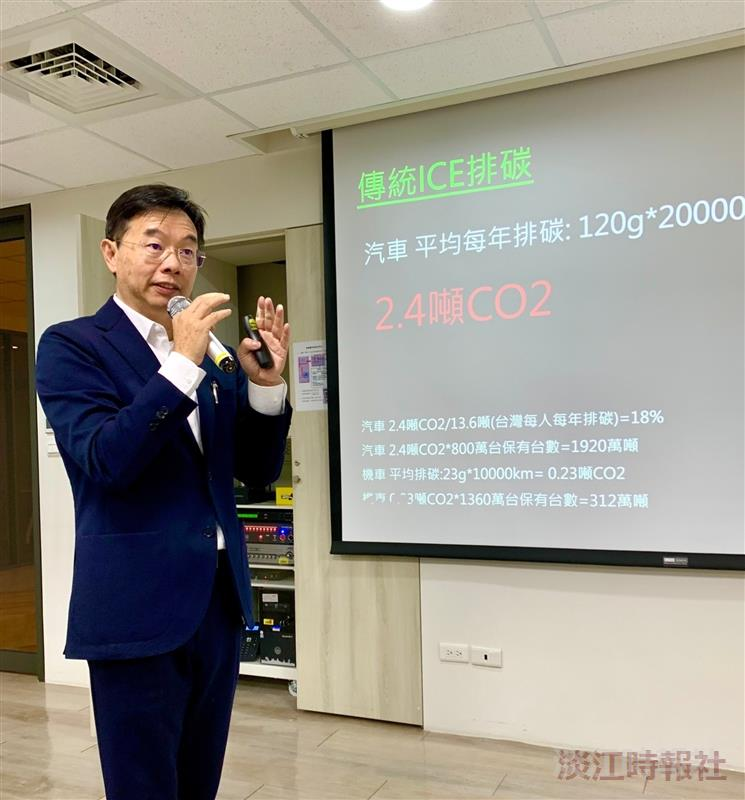 傳統ICE排碳
汽車 平均每年排碳: 120g*20000
2.4噸CO2
汽車 2.4噸CO2/13.6噸(台灣每人每年排碳)=18%
汽車 2.4噸CO2*800萬台保有台數=1920萬噸
機車 平均排碳:23g*10000km= 0.23噸CO2
機車 0.23噸CO2*1360萬台保有台數=312萬噸
淡江時報社